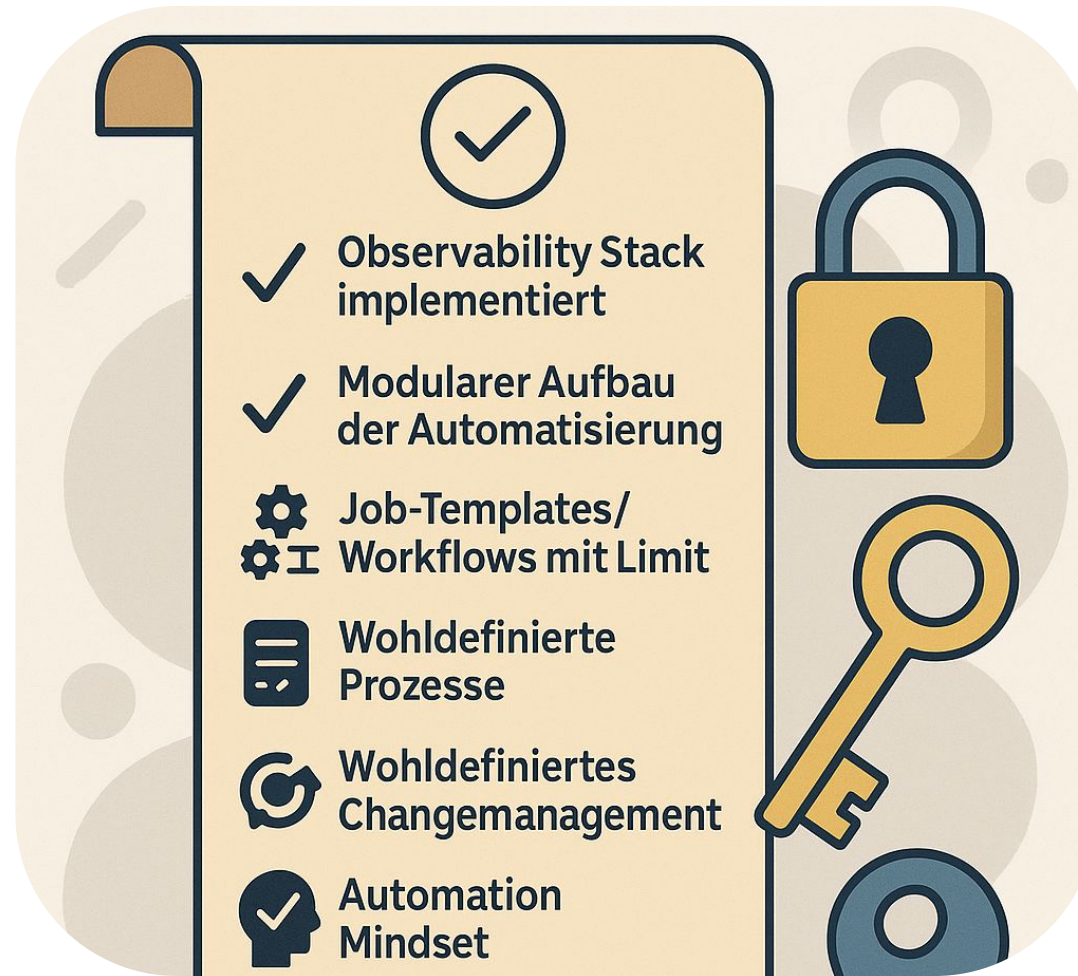 Observability Stack
implementiert
Modularer Aufbau
der Automatisierung
Job-Templates/
Workflows mit Limit
Wohldefinierte
Prozesse
Wohldefiniertes
Changemanagement
Automation
Mindset